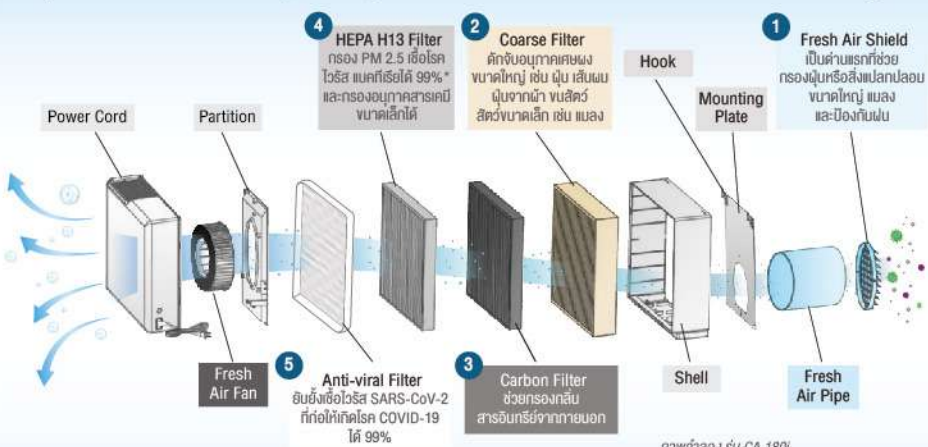 4
HEPA H13 Filter
กรอง PM 2.5 เชื้อโรค
ไวรัส แบคทีเรียได้ 99%*
และกรองอนุภาคสารเคมี
ขนาดเล็กได้
2
Coarse Filter
ดักจับอนุภาคเศษผง
ขนาดใหญ่ เช่น ฝุ่น เส้นผม
ฝุ่นจากผ้า ขนสัตว์
สัตว์ขนาดเล็ก เช่น แมลง
1
Fresh Air Shield
เป็นด่านแรกที่ช่วย
กรองฝุ่นหรือสิ่งแปลกปลอม
ขนาดใหญ่ แมลง
และป้องกันฝน
Hook
Mounting
Plate
Power Cord
Partition
Fresh
Air Fan
5
Anti-viral Filter
ยับยั้งเชื้อไวรัส SARS-CoV-2
ที่ก่อให้เกิดโรค COVID-19
ได้ 99%
3
Carbon Filter
ช่วยกรองกลิ่น
สารอินทรีย์จากภายนอก
Shell
Fresh
Air Pipe